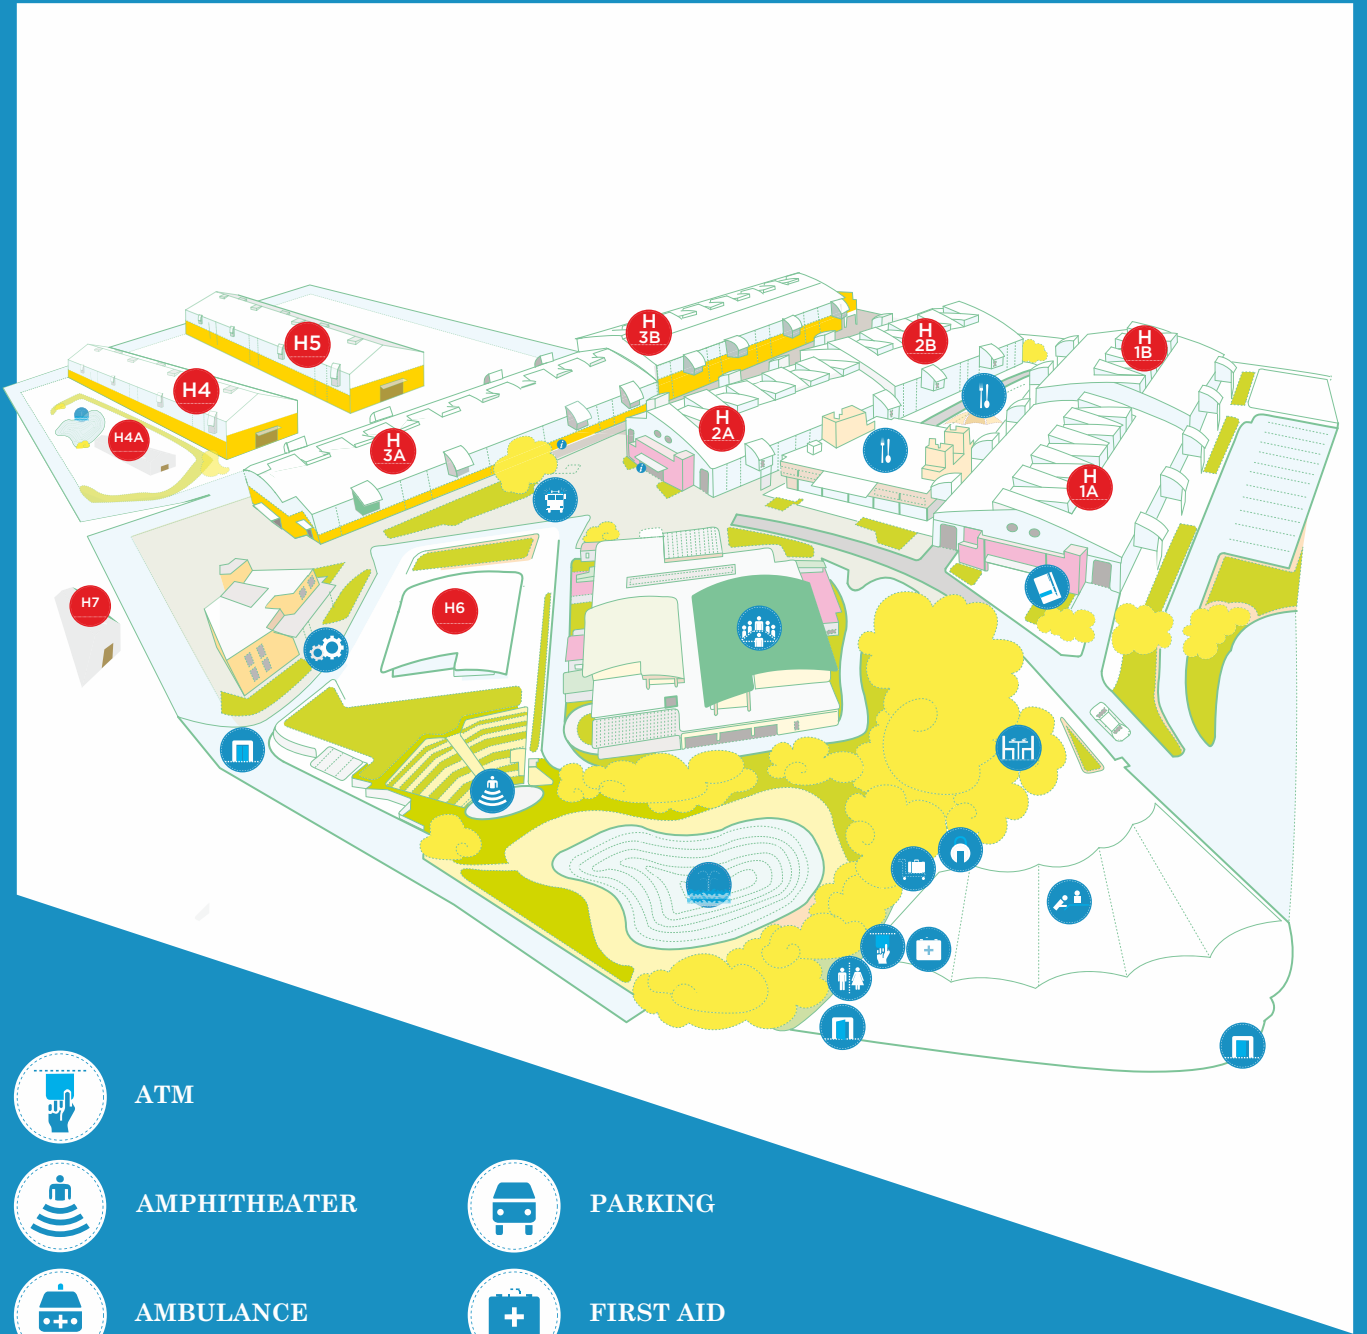 H
3B
H
2B
H
1B
H5
H4
H
2A
H4A
H
3A
i
i
H
1A
H7
H6
ATM
AMPHITHEATER
PARKING
AMBULANCE
FIRST AID